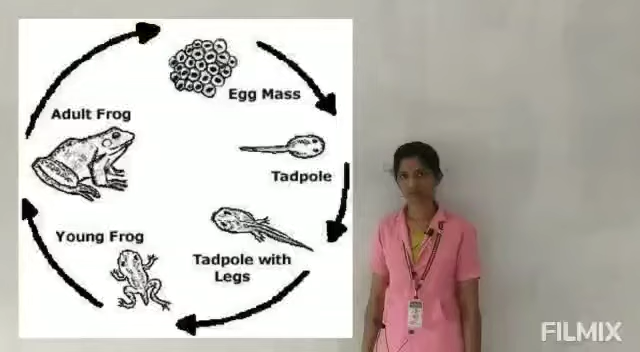 Egg Mass
Adult Frog
Tadpole
Young Frog
Tadpole with
Legs
FILMIX